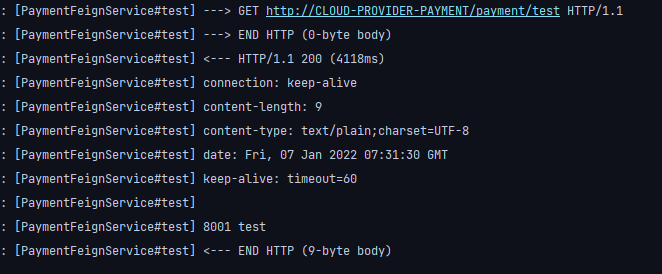 : [PaymentFeignService#test] ---> GET http://CLOUD-PROVIDER-PAYMENT/payment/test HTTP/1.1
: [PaymentFeignService#test] ---> END HTTP (0-byte body)
: [PaymentFeignService#test] <--- HTTP/1.1 200 (4118ms)
: [PaymentFeignService#test] connection: keep-alive
: [PaymentFeignService#test] content-length: 9
: [PaymentFeignService#test] content-type: text/plain;charset=UTF-8
: [PaymentFeignService#test] date: Fri, 07 Jan 2022 07:31:30 GMT
: [PaymentFeignService#test] keep-alive: timeout=60
: [PaymentFeignService#test]
: [PaymentFeignService#test] 8001 test
: [PaymentFeignService#test] <--- END HTTP (9-byte body)